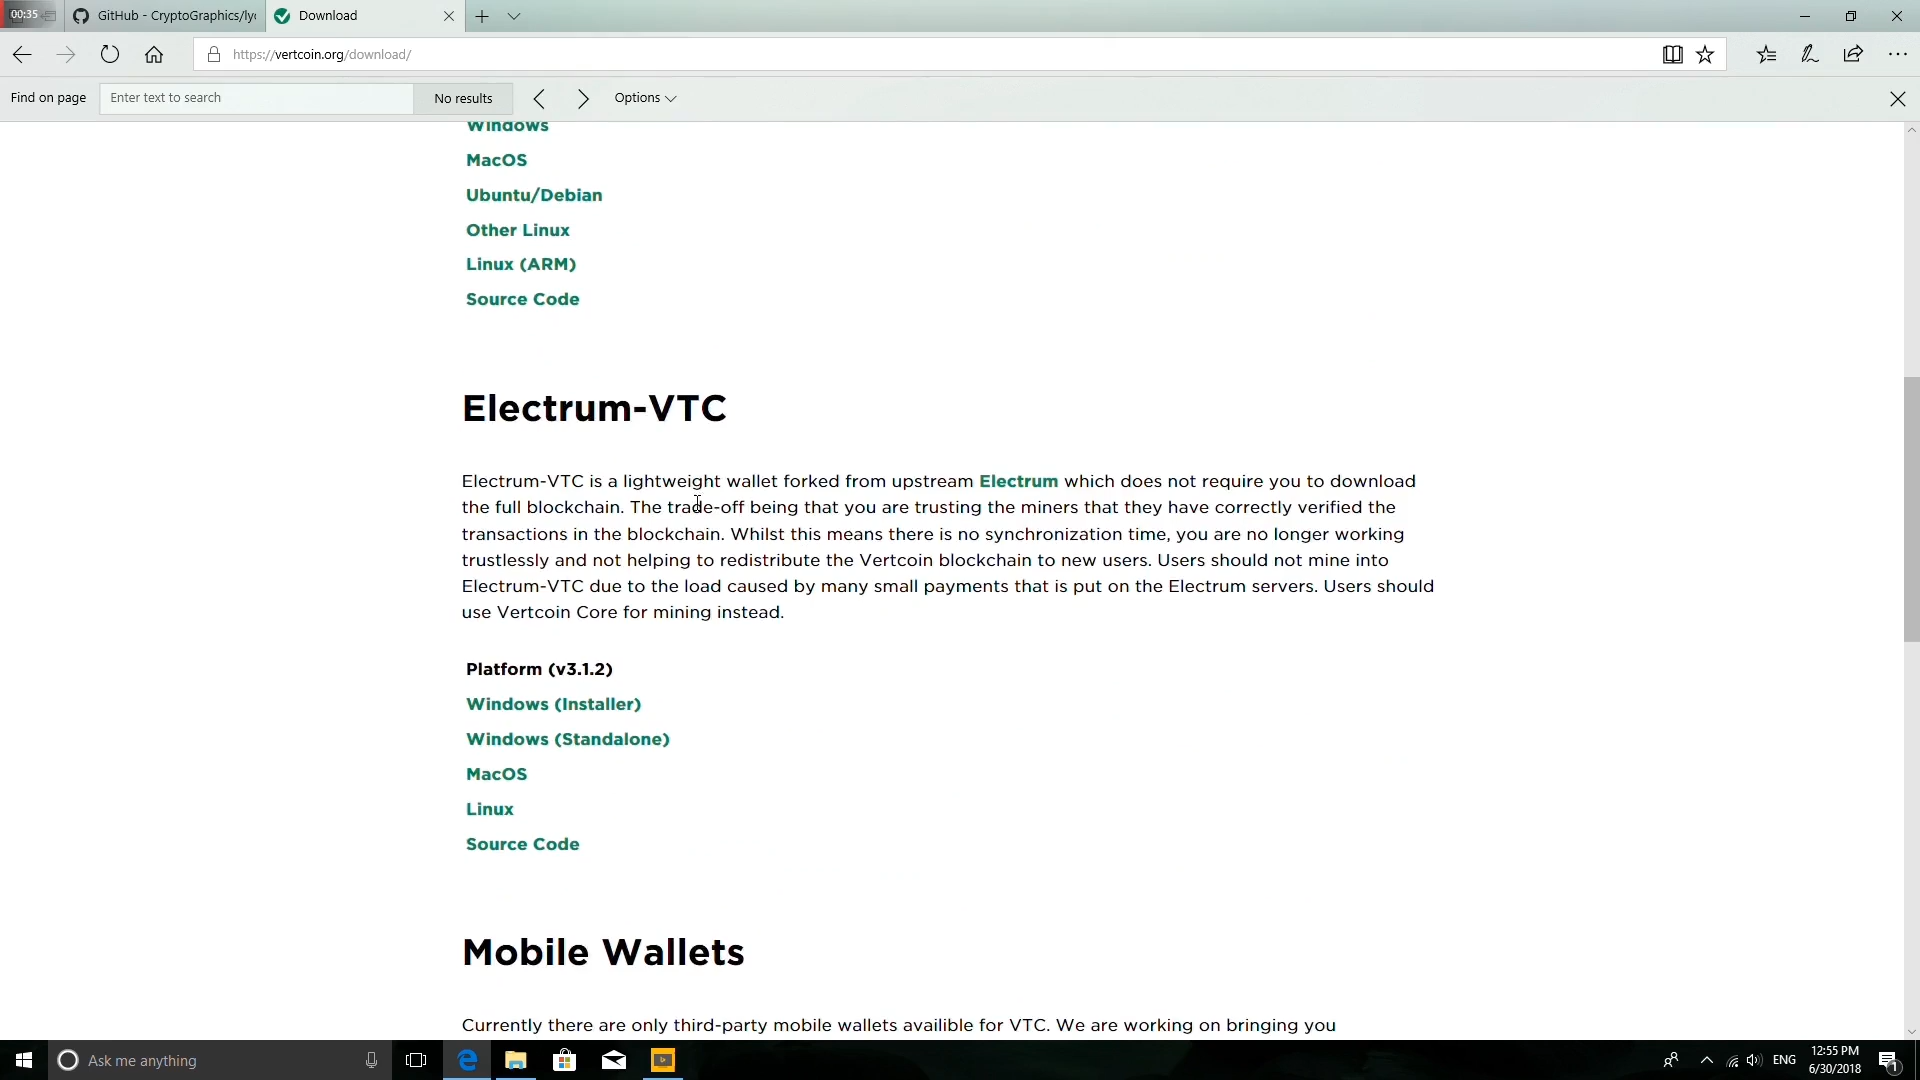 00:35
GitHub - CryptoGraphics/ly
Download
https://vertcoin.org/download/
Find on page
Enter text to search
No results
Options
Windows
MacOS
Ubuntu/Debian
Other Linux
Linux (ARM)
Source Code
Electrum-VTC
Electrum-VTC is a lightweight wallet forked from upstream Electrum which does not require you to download
the full blockchain. The trade-off being that you are trusting the miners that they have correctly verified the
transactions in the blockchain. Whilst this means there is no synchronization time, you are no longer working
trustlessly and not helping to redistribute the Vertcoin blockchain to new users. Users should not mine into
Electrum-VTC due to the load caused by many small payments that is put on the Electrum servers. Users should
use Vertcoin Core for mining instead.
Platform (v3.1.2)
Windows (Installer)
Windows (Standalone)
MacOS
Linux
Source Code
Mobile Wallets
Currently there are only third-party mobile wallets availible for VTC. We are working on bringing you
Ask me anything
ENG
12:55 PM
6/30/2018
1